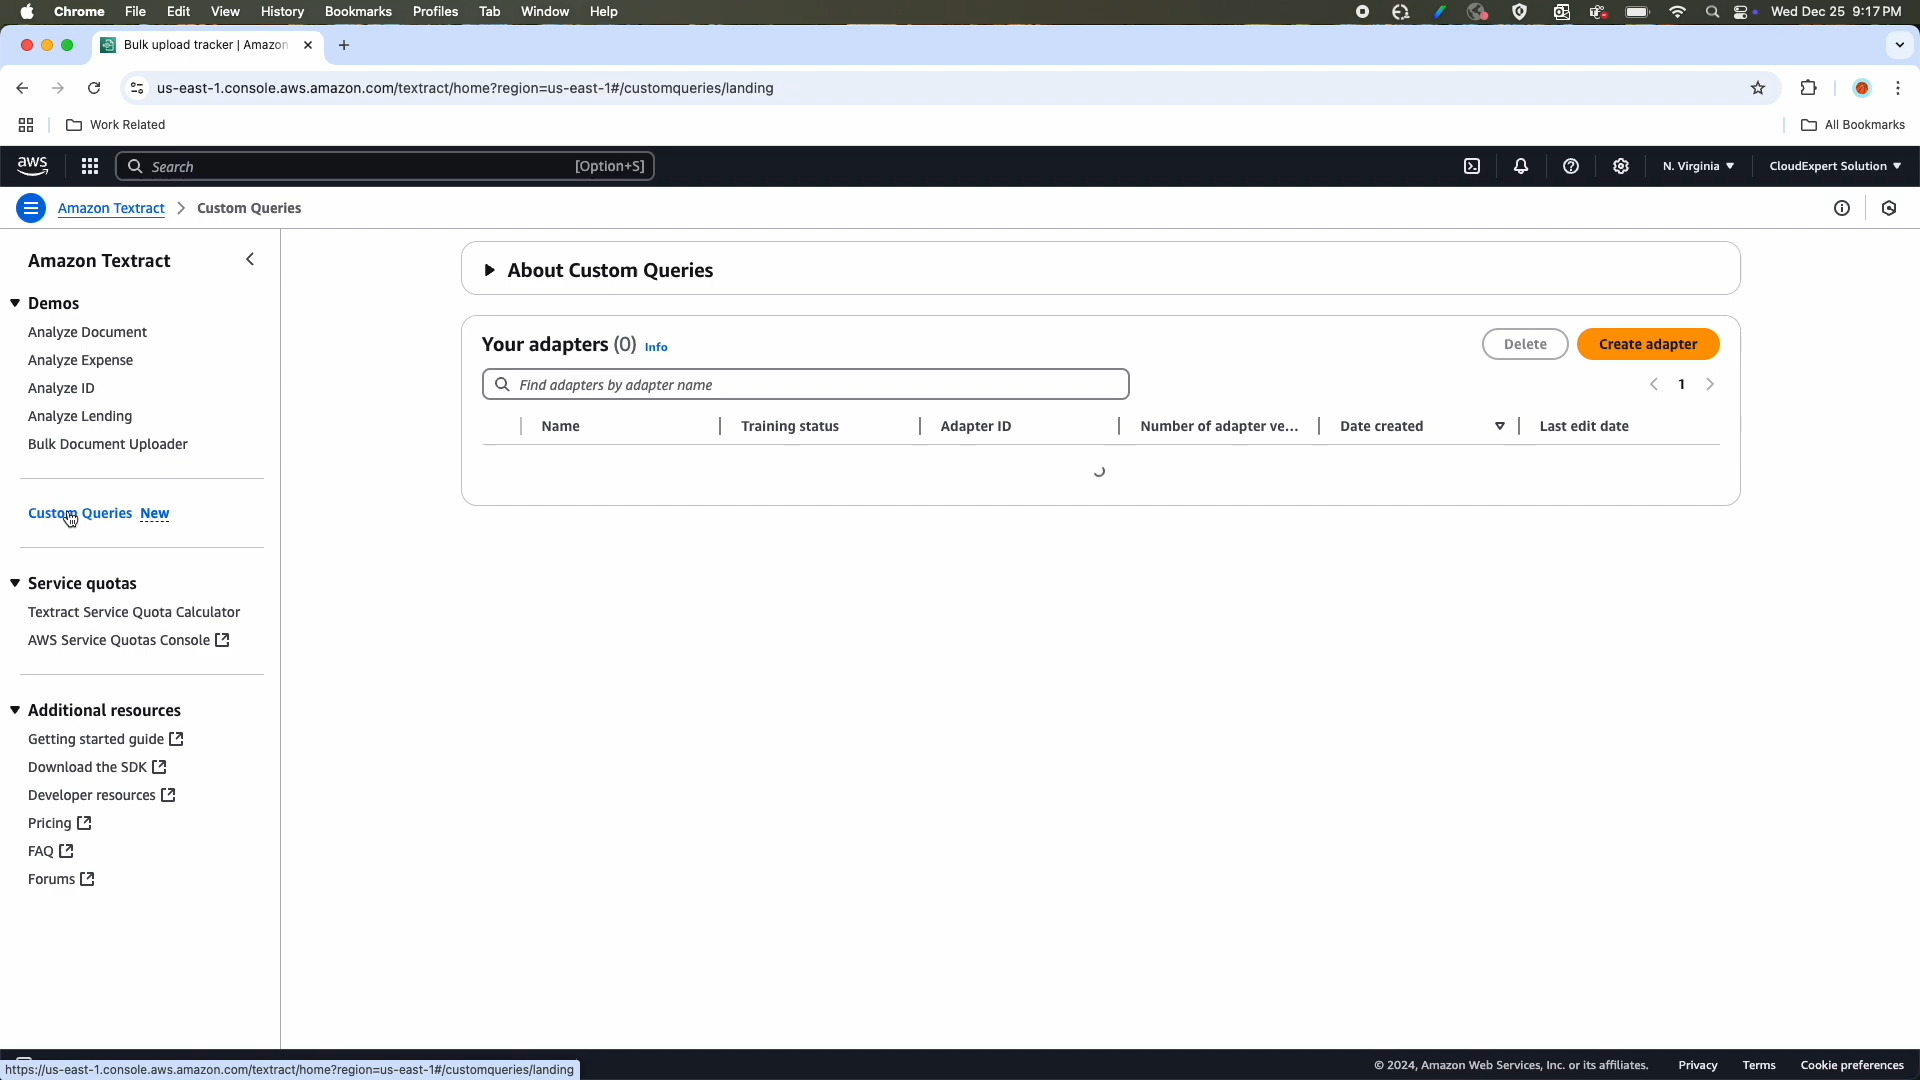 Chrome File Edit View History Bookmarks Profiles Tab Window Help Wed Dec 25 9:17 PM
Bulk upload tracker | Amazon
us-east-1.console.aws.amazon.com/textract/home?region=us-east-1#/customqueries/landing
Work Related All Bookmarks
aws Search [Option+S] N. Virginia CloudExpert Solution
Amazon Textract Custom Queries
Amazon Textract
Demos
Analyze Document
Analyze Expense
Analyze ID
Analyze Lending
Bulk Document Uploader
Custom Queries New
Service quotas
Textract Service Quota Calculator
AWS Service Quotas Console
Additional resources
Getting started guide
Download the SDK
Developer resources
Pricing
FAQ
Forums
About Custom Queries
Your adapters (0) Info Delete Create adapter
Find adapters by adapter name 1
Name Training status Adapter ID Number of adapter ve... Date created Last edit date
© 2024, Amazon Web Services, Inc. or its affiliates. Privacy Terms Cookie preferences
https://us-east-1.console.aws.amazon.com/textract/home?region=us-east-1#/customqueries/landing